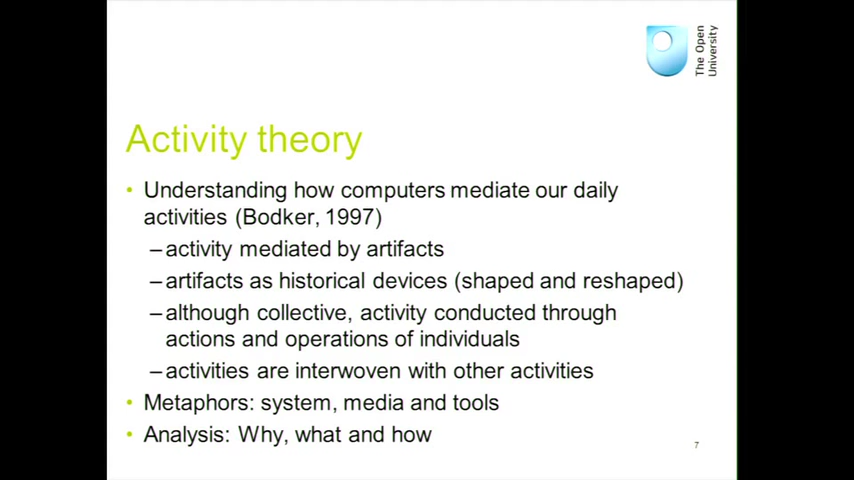 The Open
University
Activity theory
• Understanding how computers mediate our daily
activities (Bodker, 1997)
–activity mediated by artifacts
–artifacts as historical devices (shaped and reshaped)
–although collective, activity conducted through
actions and operations of individuals
–activities are interwoven with other activities
• Metaphors: system, media and tools
• Analysis: Why, what and how
7